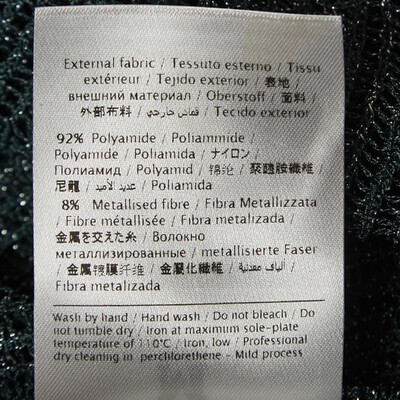 External fabric / Tessuto esterno / Tissu
extérieur / Tejido exterior / 表地 /
внешний материал / Oberstoff / 面料 /
外部布料 / قماش خارجي / Tecido exterior
92% Polyamide / Poliammide /
Polyamide / Poliamida / ナイロン /
Полиамид / Polyamid / 锦沦 / 聚醯胺纖維 /
尼龍 / عديد الأميد / Poliamida
8% Metallised fibre / Fibra Metallizzata
/ Fibre métallisée / Fibra metalizada /
金属を交えた糸 / Волокно
металлизированные / metallisierte Faser
/ 金属镀膜纤维 / 金屬化纖維 / ألياف معدنية /
Fibra metalizada
Wash by hand / Hand wash / Do not bleach / Do
not tumble dry / Iron at maximum sole-plate
temperature of 110°C / Iron, low / Professional
dry cleaning in perchlorethene - Mild process